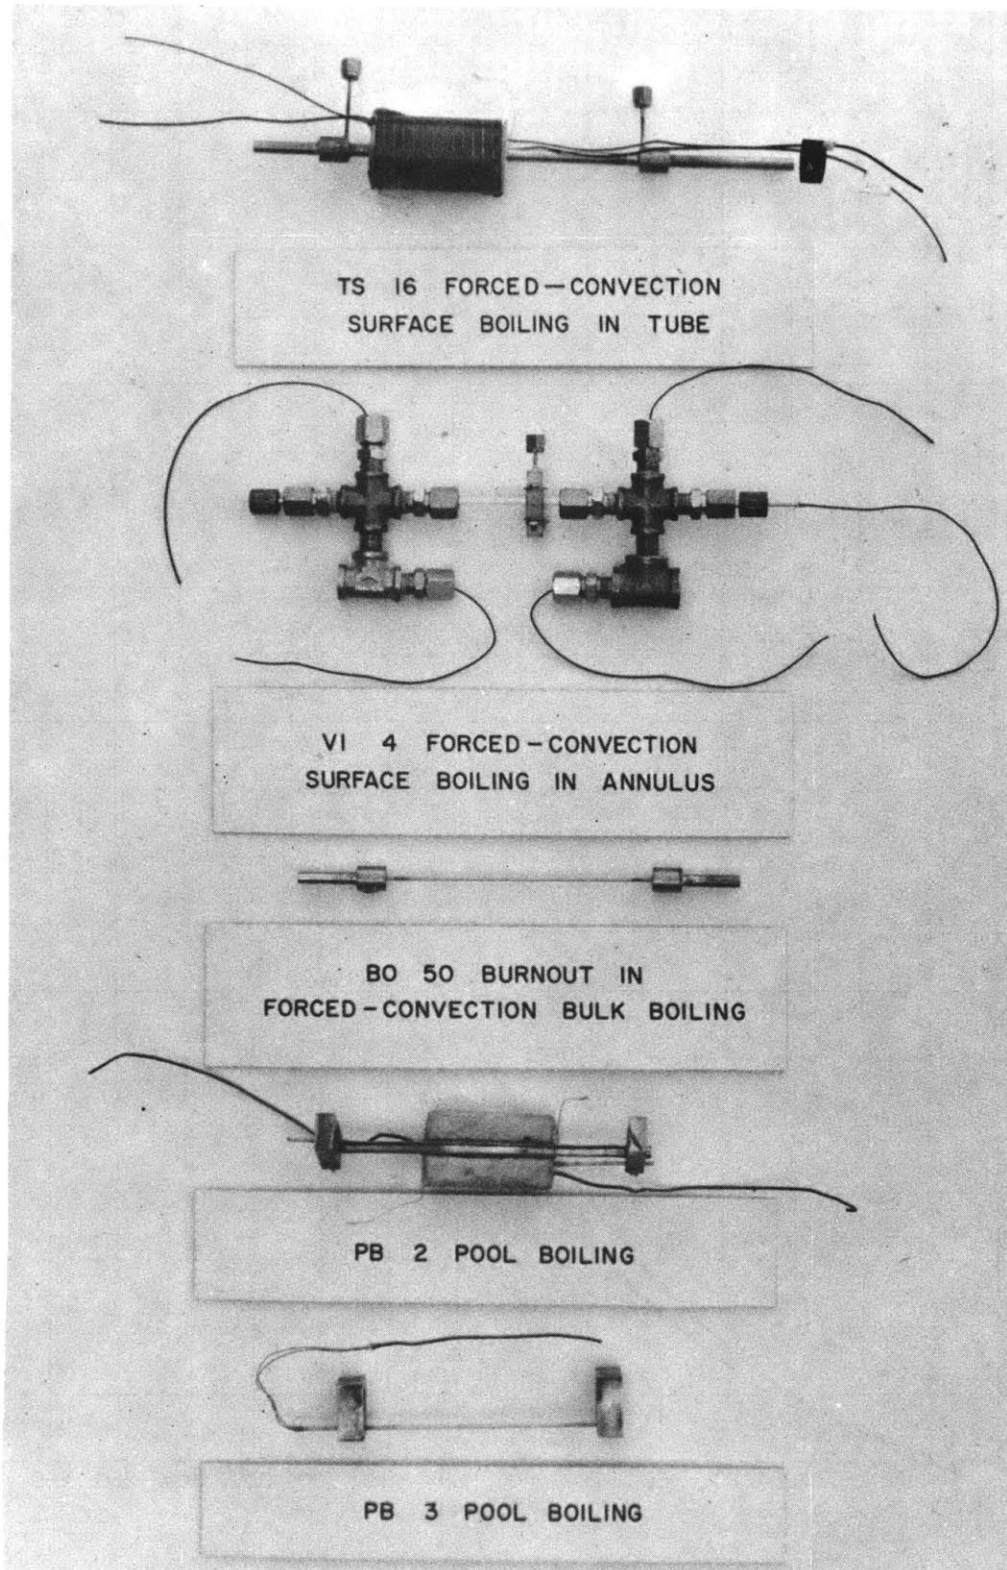 TS 16 FORCED-CONVECTION
SURFACE BOILING IN TUBE
VI 4 FORCED-CONVECTION
SURFACE BOILING IN ANNULUS
BO 50 BURNOUT IN
FORCED-CONVECTION BULK BOILING
PB 2 POOL BOILING
PB 3 POOL BOILING